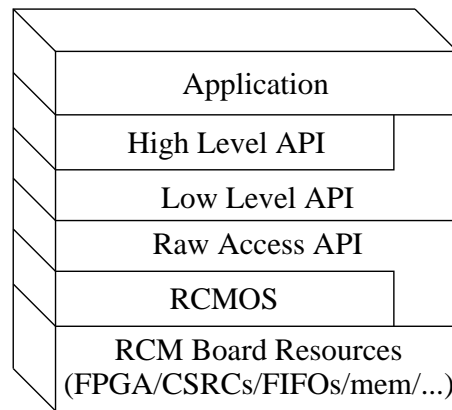 Application
High Level API
Low Level API
Raw Access API
RCMOS
RCM Board Resources
(FPGA/CSRCs/FIFOs/mem/...)